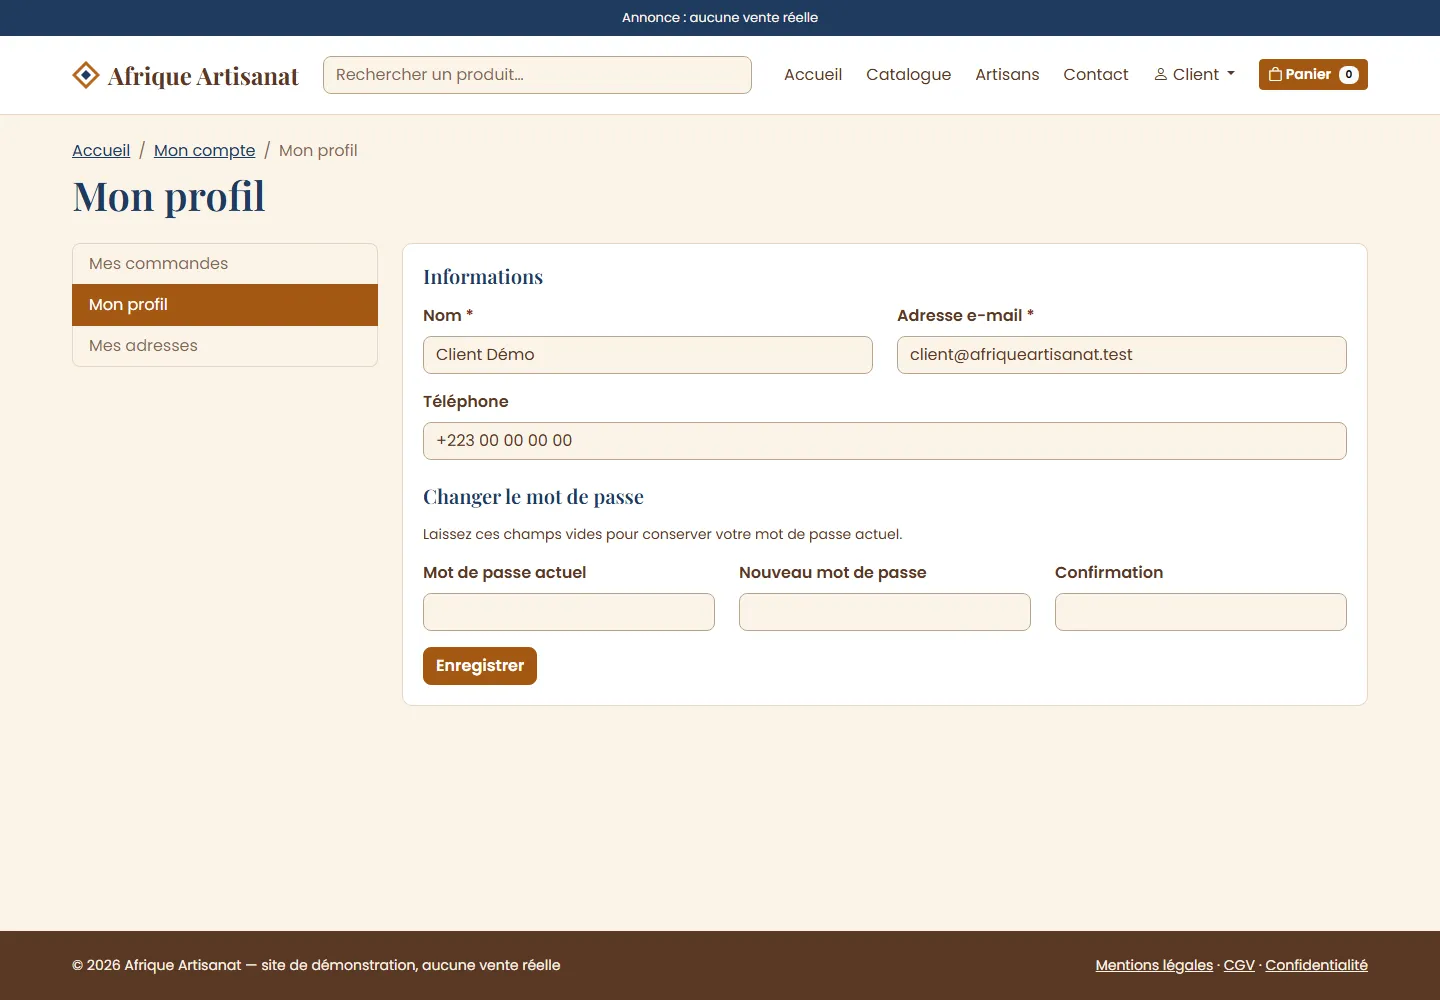 Annonce : aucune vente réelle
Afrique Artisanat
Rechercher un produit...
Accueil
Catalogue
Artisans
Contact
Client
Panier 0
Accueil / Mon compte / Mon profil
Mon profil
Mes commandes
Mon profil
Mes adresses
Informations
Nom *
Client Démo
Adresse e-mail *
client@afriqueartisanat.test
Téléphone
+223 00 00 00 00
Changer le mot de passe
Laissez ces champs vides pour conserver votre mot de passe actuel.
Mot de passe actuel
Nouveau mot de passe
Confirmation
Enregistrer
© 2026 Afrique Artisanat — site de démonstration, aucune vente réelle
Mentions légales · CGV · Confidentialité